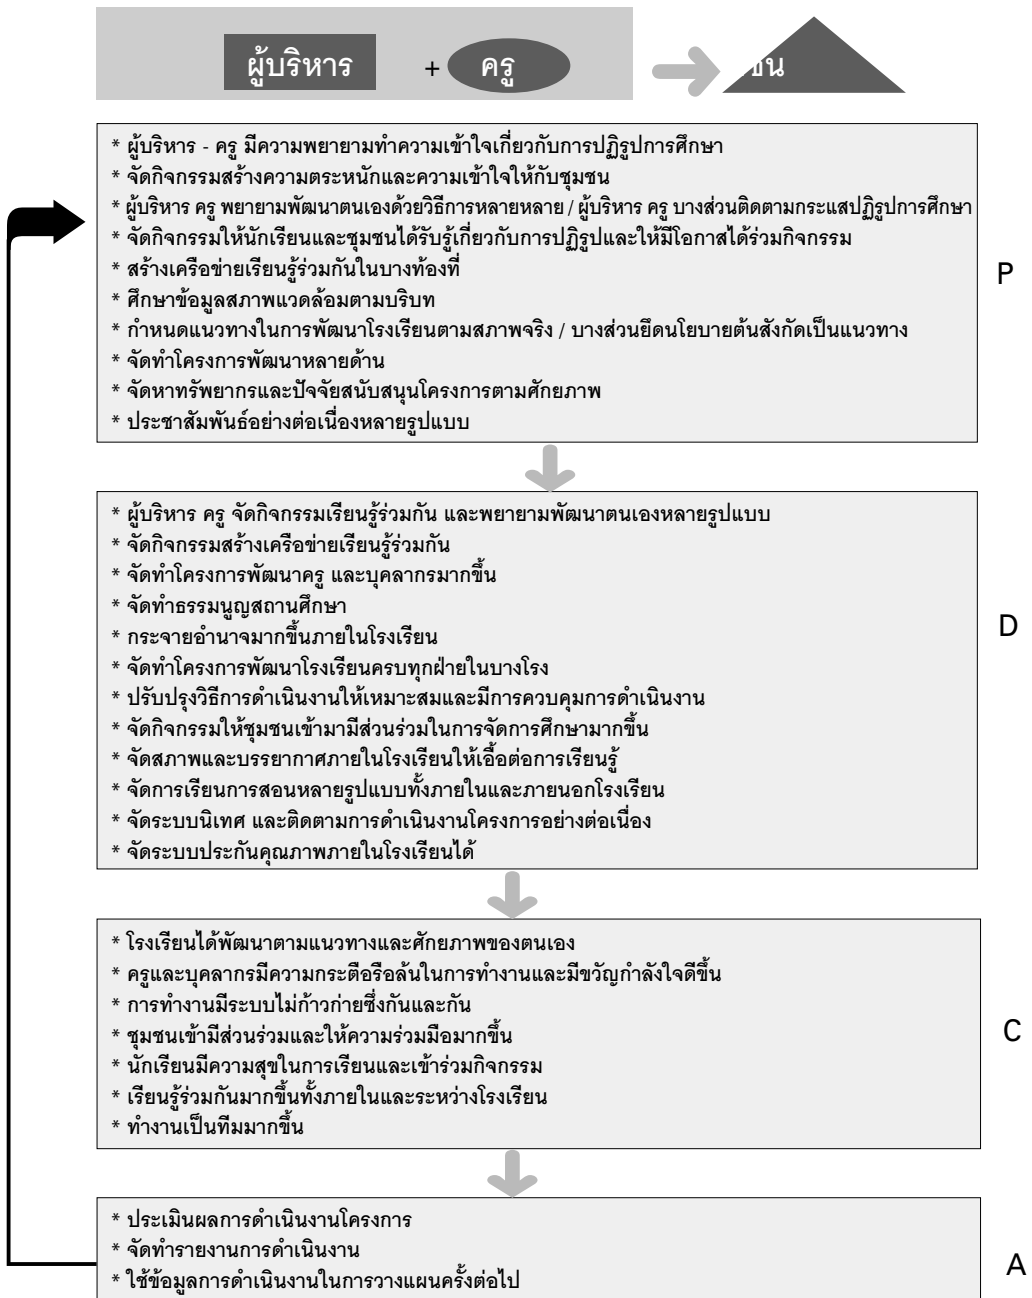 ผู้บริหาร + ครู
* ผู้บริหาร - ครู มีความพยายามทำความเข้าใจเกี่ยวกับการปฏิรูปการศึกษา
* จัดกิจกรรมสร้างความตระหนักและความเข้าใจให้กับชุมชน
* ผู้บริหาร ครู พยายามพัฒนาตนเองด้วยวิธีการหลายหลาย / ผู้บริหาร ครู บางส่วนติดตามกระแสปฏิรูปการศึกษา
* จัดกิจกรรมให้นักเรียนและชุมชนได้รับรู้เกี่ยวกับการปฏิรูปและให้มีโอกาสได้ร่วมกิจกรรม
* สร้างเครือข่ายเรียนรู้ร่วมกันในบางท้องที่
P
* ศึกษาข้อมูลสภาพแวดล้อมตามบริบท
* กำหนดแนวทางในการพัฒนาโรงเรียนตามสภาพจริง / บางส่วนยึดนโยบายต้นสังกัดเป็นแนวทาง
* จัดทำโครงการพัฒนาหลายด้าน
* จัดหาทรัพยากรและปัจจัยสนับสนุนโครงการตามศักยภาพ
* ประชาสัมพันธ์อย่างต่อเนื่องหลายรูปแบบ
* ผู้บริหาร ครู จัดกิจกรรมเรียนรู้ร่วมกัน และพยายามพัฒนาตนเองหลายรูปแบบ
* จัดกิจกรรมสร้างเครือข่ายเรียนรู้ร่วมกัน
* จัดทำโครงการพัฒนาครู และบุคลากรมากขึ้น
* จัดทำธรรมนูญสถานศึกษา
D
* กระจายอำนาจมากขึ้นภายในโรงเรียน
* จัดทำโครงการพัฒนาโรงเรียนครบทุกฝ่ายในบางโรง
* ปรับปรุงวิธีการดำเนินงานให้เหมาะสมและมีการควบคุมการดำเนินงาน
* จัดกิจกรรมให้ชุมชนเข้ามามีส่วนร่วมในการจัดการศึกษามากขึ้น
* จัดสภาพและบรรยากาศภายในโรงเรียนให้เอื้อต่อการเรียนรู้
* จัดการเรียนการสอนหลายรูปแบบทั้งภายในและภายนอกโรงเรียน
* จัดระบบนิเทศ และติดตามการดำเนินงานโครงการอย่างต่อเนื่อง
* จัดระบบประกันคุณภาพภายในโรงเรียนได้
* โรงเรียนได้พัฒนาตามแนวทางและศักยภาพของตนเอง
* ครูและบุคลากรมีความกระตือรือล้นในการทำงานและมีขวัญกำลังใจดีขึ้น
* การทำงานมีระบบไม่ก้าวก่ายซึ่งกันและกัน
C
* ชุมชนเข้ามีส่วนร่วมและให้ความร่วมมือมากขึ้น
* นักเรียนมีความสุขในการเรียนและเข้าร่วมกิจกรรม
* เรียนรู้ร่วมกันมากขึ้นทั้งภายในและระหว่างโรงเรียน
* ทำงานเป็นทีมมากขึ้น
* ประเมินผลการดำเนินงานโครงการ
* จัดทำรายงานการดำเนินงาน
A
* ใช้ข้อมูลการดำเนินงานในการวางแผนครั้งต่อไป